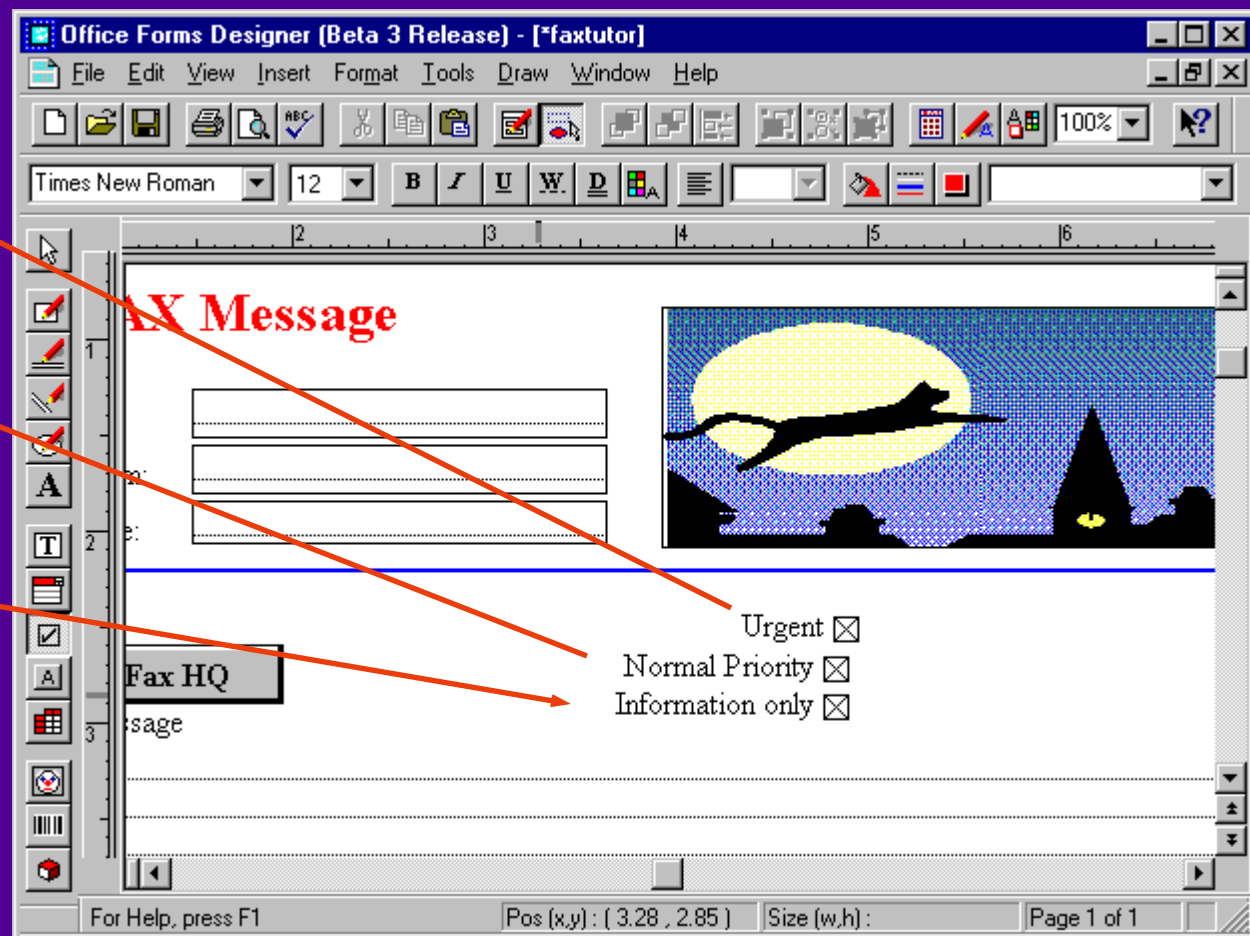 Office Forms Designer (Beta 3 Release) - [*faxtutor]
File Edit View Insert Format Tools Draw Window Help
ABC 100% ?
Times New Roman 12 B I U W. D A
2 3 4 5 6
AX Message
1
m:
A
e:
T 2
Urgent
Normal Priority
A Fax HQ
Information only
3 ssage
For Help, press F1 Pos (x,y) : ( 3.28 , 2.85 ) Size (w,h) : Page 1 of 1